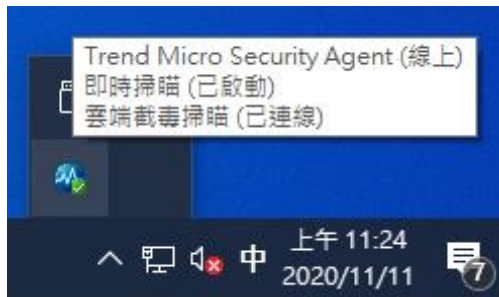 Trend Micro Security Agent (線上)
即時掃瞄 (已啟動)
雲端截毒掃瞄 (已連線)
中
上午 11:24
2020/11/11
7